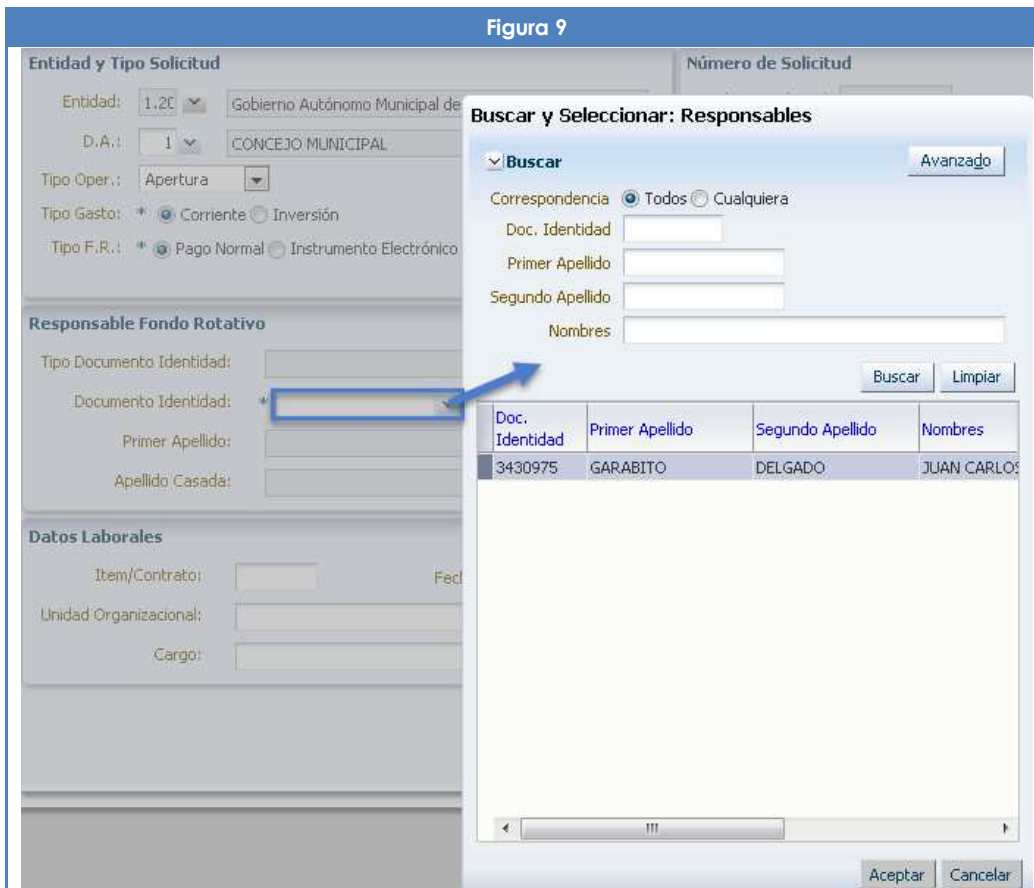 Figura 9
Entidad y Tipo Solicitud
Número de Solicitud
Entidad: 1.20 Gobierno Autónomo Municipal de
D.A.: 1 CONCEJO MUNICIPAL
Tipo Oper.: Apertura
Tipo Gasto: * Corriente Inversión
Tipo F.R.: * Pago Normal Instrumento Electrónico
Responsable Fondo Rotativo
Tipo Documento Identidad:
Documento Identidad: *
Primer Apellido:
Apellido Casada:
Datos Laborales
Item/Contrato: Fecl
Unidad Organizacional:
Cargo:
Buscar y Seleccionar: Responsables
Buscar Avanzado
Correspondencia Todos Cualquiera
Doc. Identidad
Primer Apellido
Segundo Apellido
Nombres
Buscar Limpiar
Doc. Identidad Primer Apellido Segundo Apellido Nombres
3430975 GARABITO DELGADO JUAN CARLOS
Aceptar Cancelar